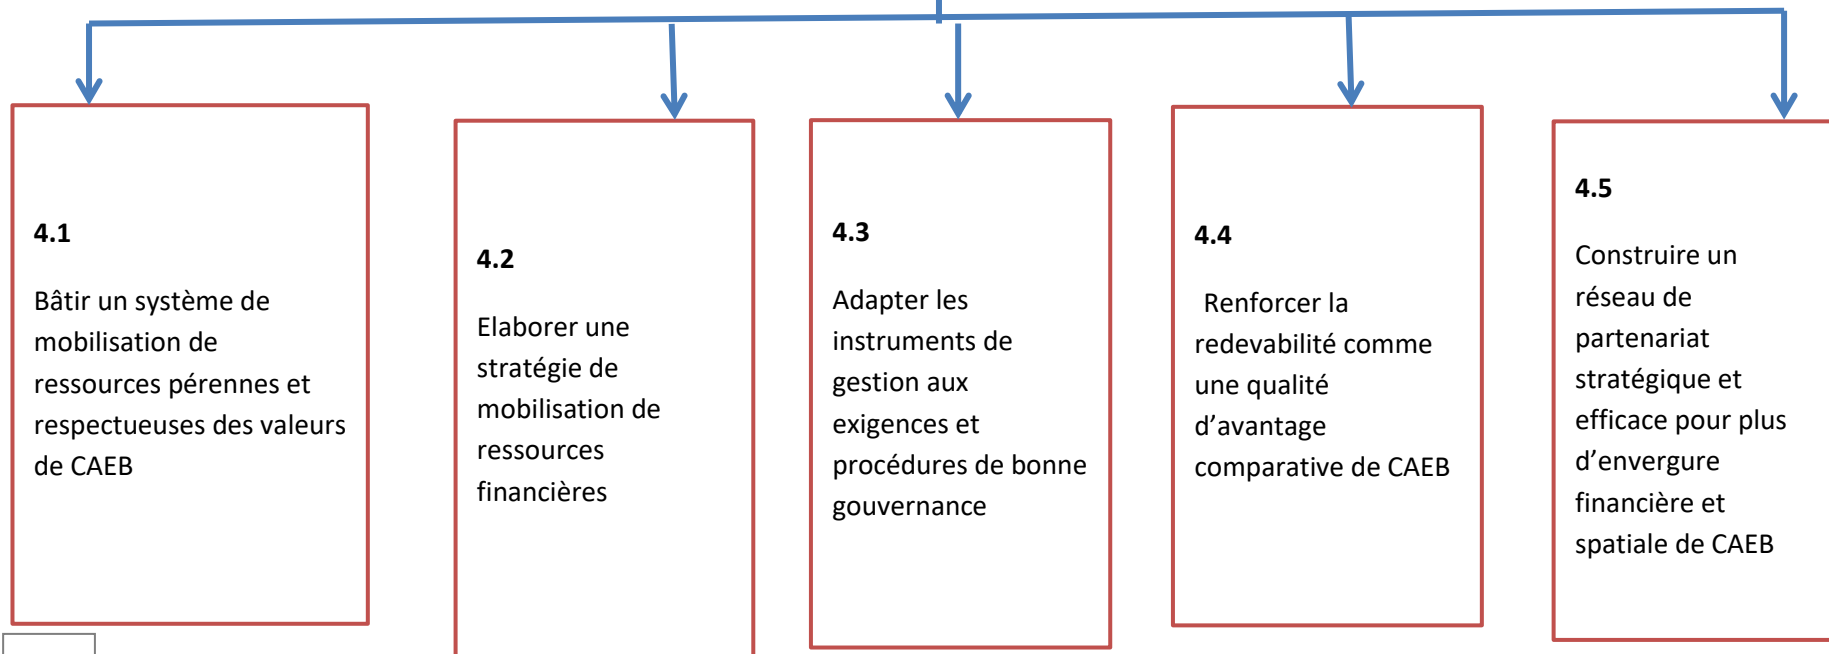 4.1
Bâtir un système de
mobilisation de
ressources pérennes et
respectueuses des valeurs
de CAEB
4.2
Elaborer une
stratégie de
mobilisation de
ressources
financières
4.3
Adapter les
instruments de
gestion aux
exigences et
procédures de bonne
gouvernance
4.4
Renforcer la
redevabilité comme
une qualité
d’avantage
comparative de CAEB
4.5
Construire un
réseau de
partenariat
stratégique et
efficace pour plus
d’envergure
financière et
spatiale de CAEB